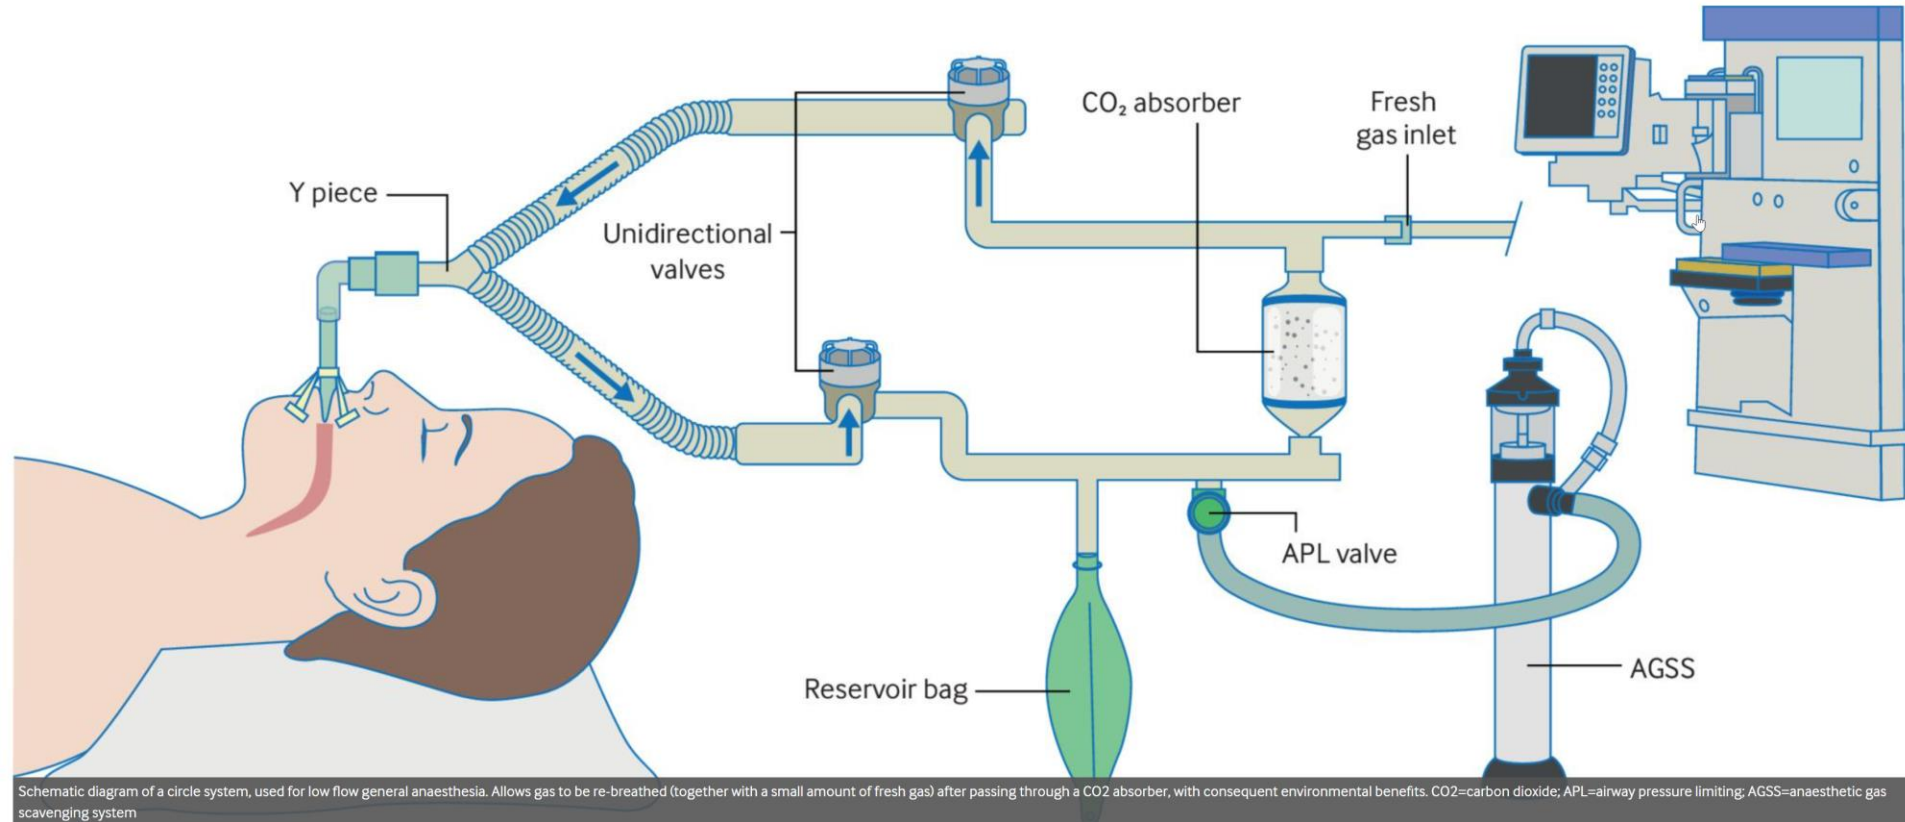 CO₂ absorber
Fresh
gas inlet
Y piece
Unidirectional
valves
APL valve
Reservoir bag
AGSS
Schematic diagram of a circle system, used for low flow general anaesthesia. Allows gas to be re-breathed (together with a small amount of fresh gas) after passing through a CO2 absorber, with consequent environmental benefits. CO2=carbon dioxide; APL=airway pressure limiting; AGSS=anaesthetic gas
scavenging system